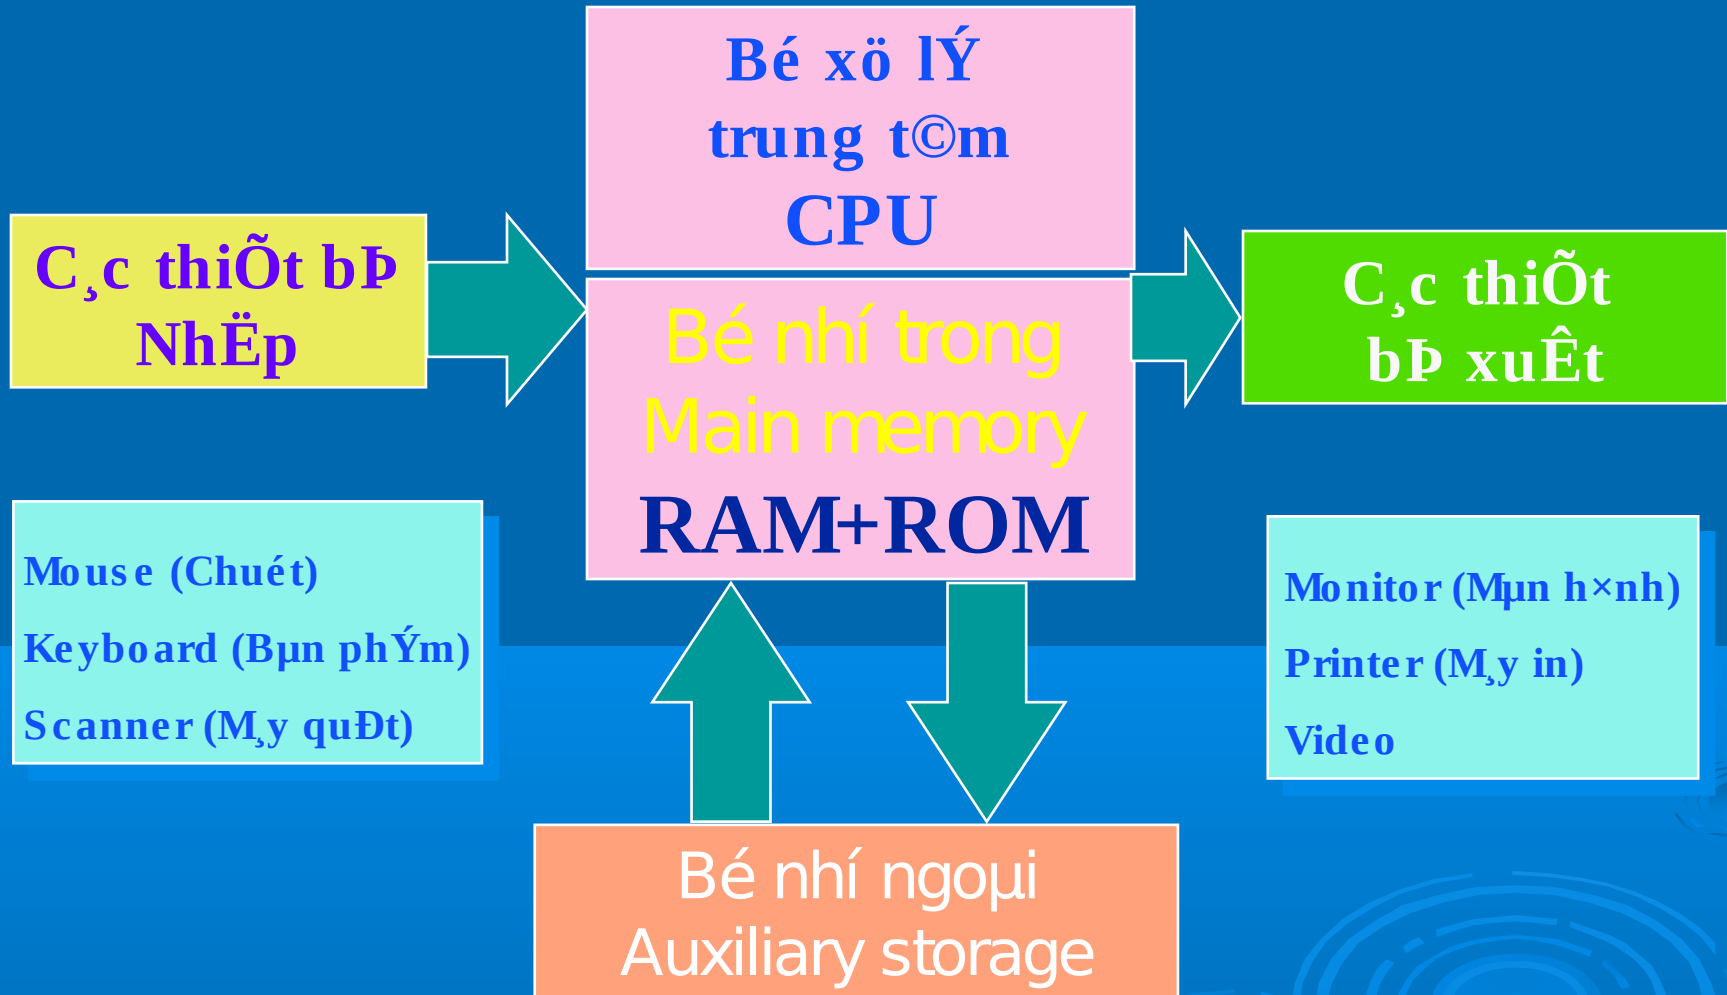 Bé xö lÝ
trung t©m
CPU
C¸c thiÕt bÞ
NhËp
Bé nhí trong
Main memory
RAM+ROM
C¸c thiÕt
bÞ xuÊt
Mouse (Chuét)
Keyboard (Bµn phÝm)
Scanner (M¸y quÐt)
Monitor (Mµn h×nh)
Printer (M¸y in)
Video
Bé nhí ngoµi
Auxiliary storage